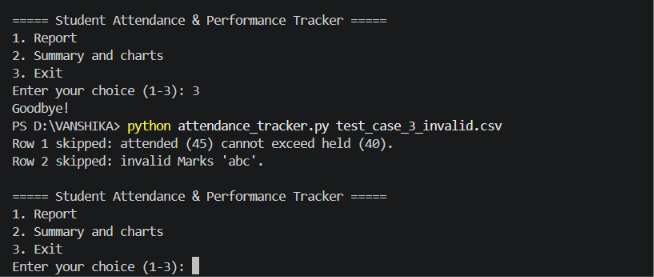 ===== Student Attendance & Performance Tracker =====
1. Report
2. Summary and charts
3. Exit
Enter your choice (1-3): 3
Goodbye!
PS D:\VANSHIKA> python attendance_tracker.py test_case_3_invalid.csv
Row 1 skipped: attended (45) cannot exceed held (40).
Row 2 skipped: invalid Marks 'abc'.
===== Student Attendance & Performance Tracker =====
1. Report
2. Summary and charts
3. Exit
Enter your choice (1-3):